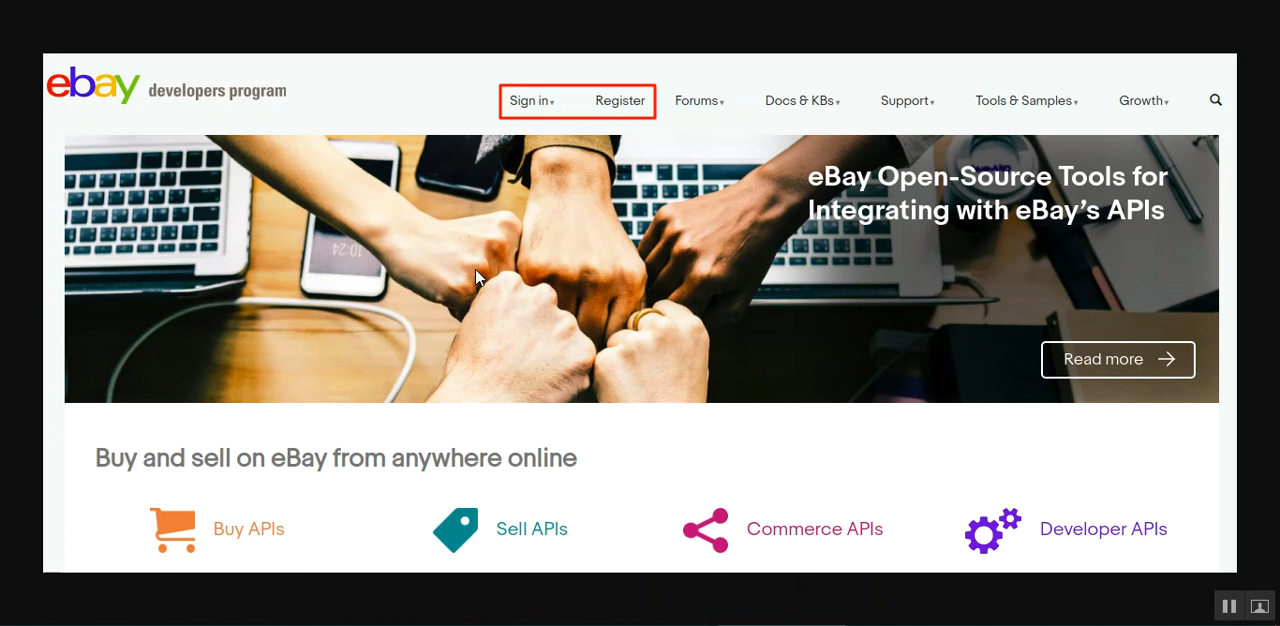 ebay developers program
Sign in Register Forums Docs & KBs Support Tools & Samples Growth
eBay Open-Source Tools for
Integrating with eBay's APIs
10:24
Read more
Buy and sell on eBay from anywhere online
Buy APIs Sell APIs Commerce APIs Developer APIs